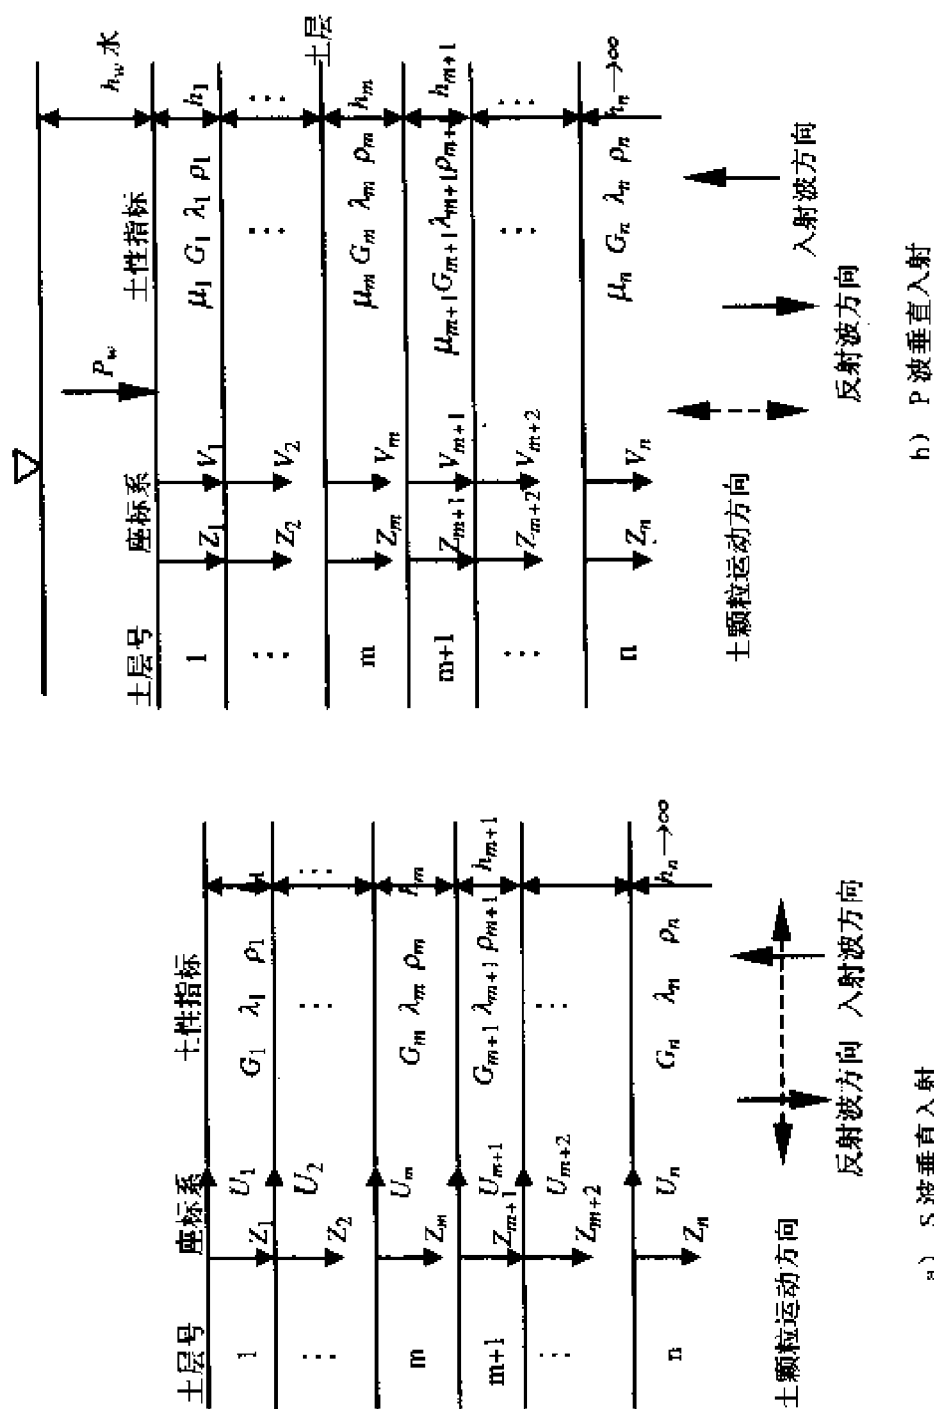 土层号 座标系 土性指标
1 Z₁ U₁ G₁ λ₁ ρ₁
⋮ Z₂ U₂ ⋮ ⋮
m Zₘ Uₘ Gₘ λₘ ρₘ
m+1 Zₘ₊₁ Uₘ₊₁ Gₘ₊₁ λₘ₊₁ ρₘ₊₁ hₘ₊₁
⋮ Zₘ₊₂ Uₘ₊₂ ⋮
n Zₙ Uₙ Gₙ λₙ ρₙ hₙ→∞
土颗粒运动方向 反射波方向 入射波方向
a) S 波垂直入射
P_w h_w 水
土层号 座标系 土性指标
1 Z₁ V₁ μ₁ G₁ λ₁ ρ₁ h₁
⋮ Z₂ V₂ ⋮ ⋮
土层
m Zₘ Vₘ μₘ Gₘ λₘ ρₘ hₘ
m+1 Zₘ₊₁ Vₘ₊₁ μₘ₊₁ Gₘ₊₁ λₘ₊₁ ρₘ₊ hₘ₊₁
⋮ Zₘ₊₂ Vₘ₊₂ ⋮ ⋮
n Zₙ Vₙ μₙ Gₙ λₙ ρₙ hₙ→∞
土颗粒运动方向 反射波方向 入射波方向
b) P 波垂直入射